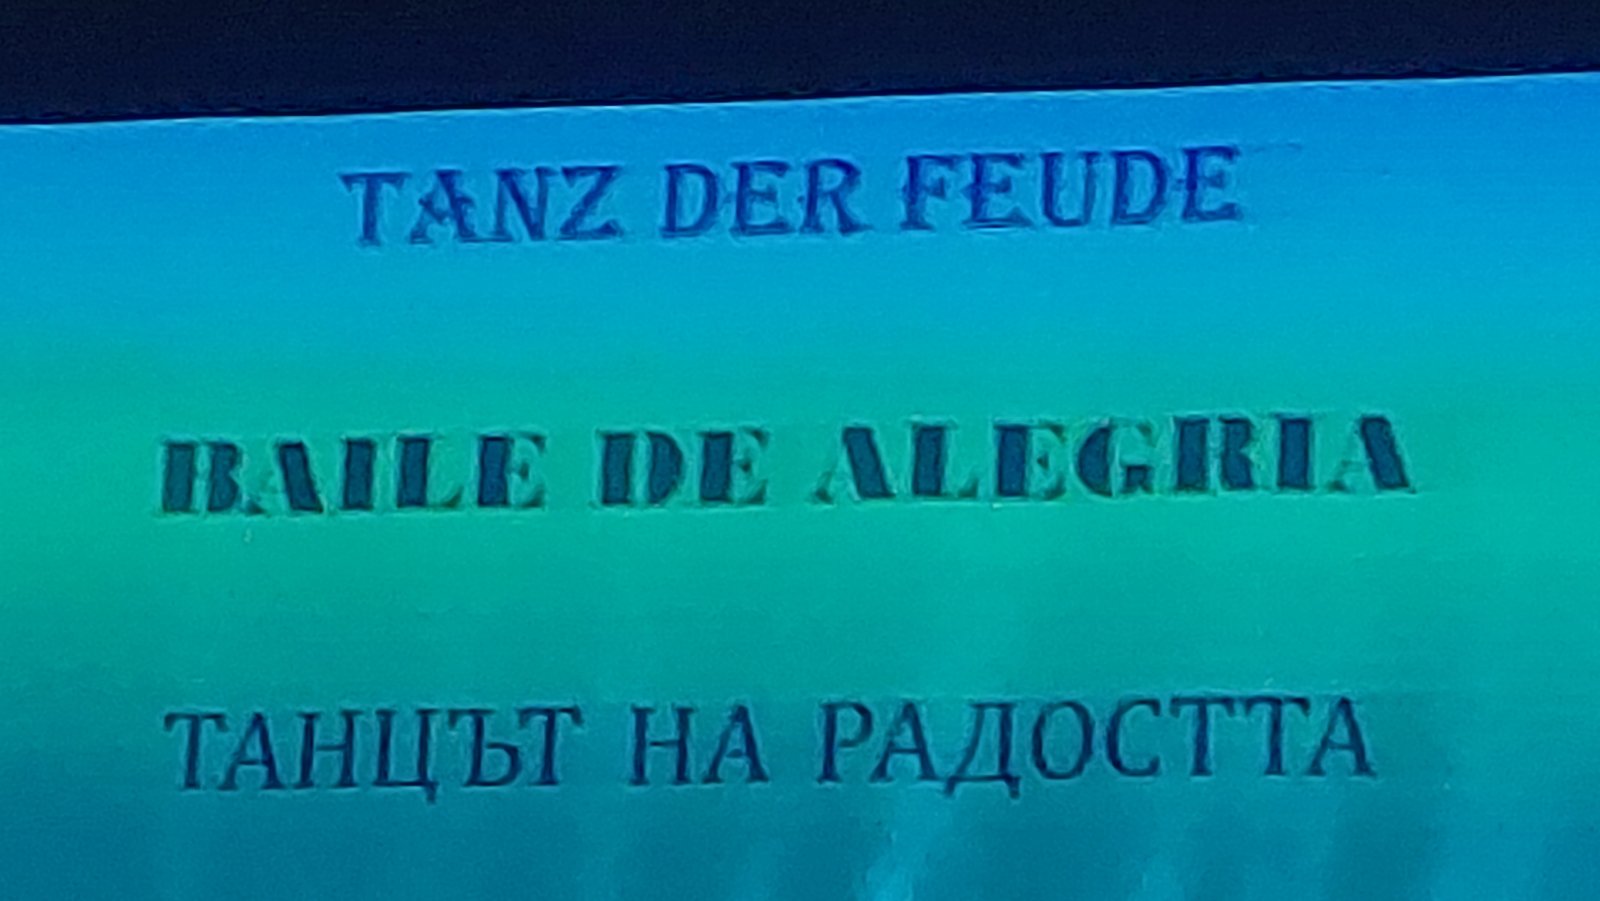 TANZ DER FEUDE
BAILE DE ALEGRIA
ТАНЦЪТ НА РАДОСТТА